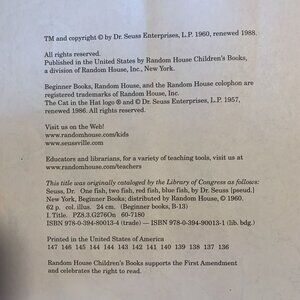 TM and copyright © by Dr. Seuss Enterprises, L.P. 1960, renewed 1988.
All rights reserved.
Published in the United States by Random House Children's Books,
a division of Random House, Inc., New York.
Beginner Books, Random House, and the Random House colophon are
registered trademarks of Random House, Inc.
The Cat in the Hat logo ® and © Dr. Seuss Enterprises, L.P. 1957,
renewed 1986. All rights reserved.
Visit us on the Web!
www.randomhouse.com/kids
www.seussville.com
Educators and librarians, for a variety of teaching tools, visit us at
www.randomhouse.com/teachers
This title was originally cataloged by the Library of Congress as follows:
Seuss, Dr. One fish, two fish, red fish, blue fish, by Dr. Seuss [pseud.]
New York, Beginner Books; distributed by Random House, © 1960.
62 p. col. illus. 24 cm. (Beginner books, B-13)
I. Title. PZ8.3.G276On 60-7180
ISBN 978-0-394-80013-4 (trade) — ISBN 978-0-394-90013-1 (lib. bdg.)
Printed in the United States of America
147 146 145 144 144 143 142 141 140 139 138 137 136
Random House Children's Books supports the First Amendment
and celebrates the right to read.